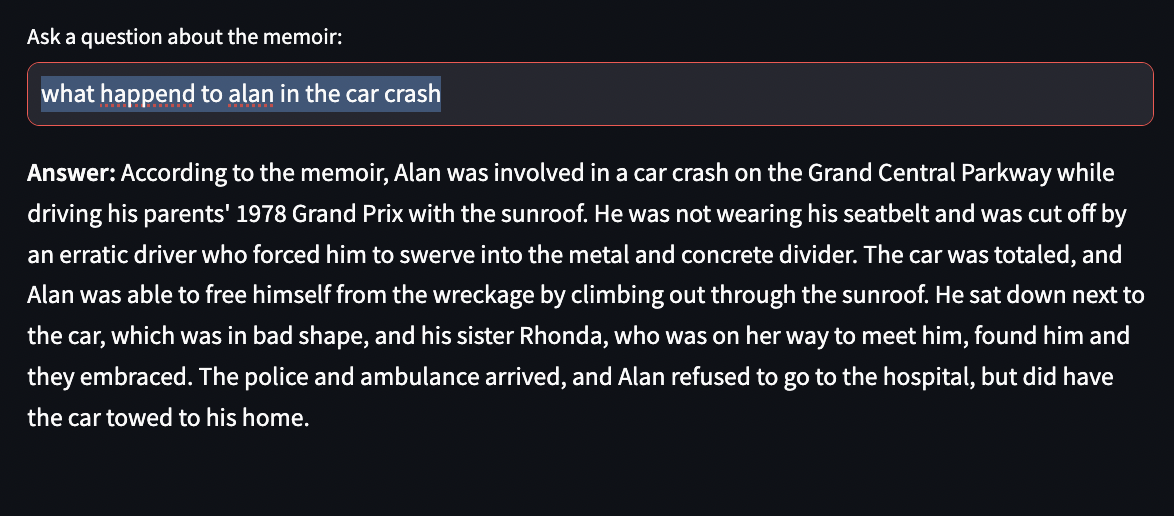 Ask a question about the memoir:
what happend to alan in the car crash
Answer: According to the memoir, Alan was involved in a car crash on the Grand Central Parkway while
driving his parents' 1978 Grand Prix with the sunroof. He was not wearing his seatbelt and was cut off by
an erratic driver who forced him to swerve into the metal and concrete divider. The car was totaled, and
Alan was able to free himself from the wreckage by climbing out through the sunroof. He sat down next to
the car, which was in bad shape, and his sister Rhonda, who was on her way to meet him, found him and
they embraced. The police and ambulance arrived, and Alan refused to go to the hospital, but did have
the car towed to his home.